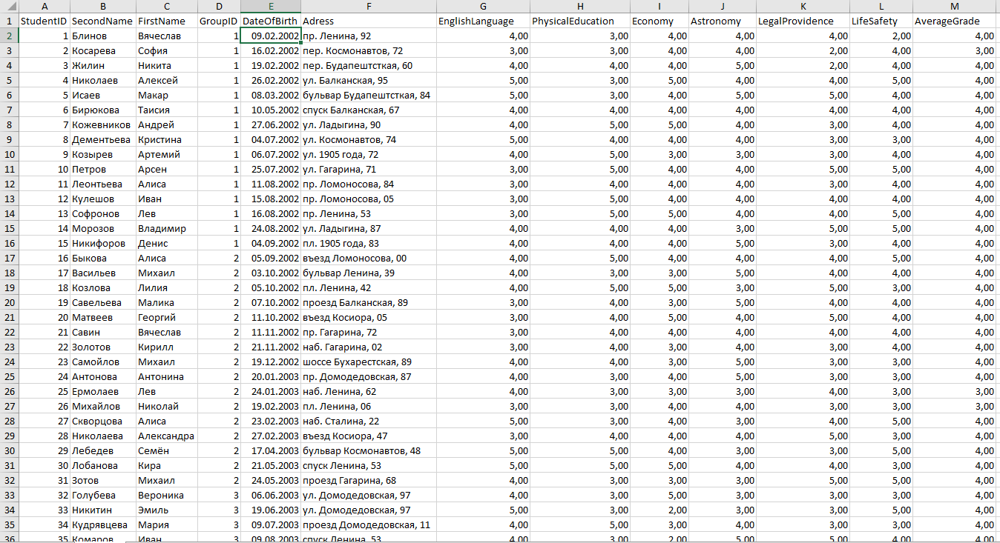 A B C D E F G H I J K L M
1 StudentID SecondName FirstName GroupID DateOfBirth Adress EnglishLanguage PhysicalEducation Economy Astronomy LegalProvidence LifeSafety AverageGrade
2 1 Блинов Вячеслав 1 09.02.2002 пр. Ленина, 92 4,00 3,00 4,00 4,00 4,00 2,00 4,00
3 2 Косарева София 1 16.02.2002 пер. Космонавтов, 72 3,00 3,00 4,00 4,00 2,00 4,00 3,00
4 3 Жилин Никита 1 19.02.2002 пер. Будапештсткая, 60 4,00 4,00 4,00 5,00 2,00 4,00 4,00
5 4 Николаев Алексей 1 26.02.2002 ул. Балканская, 95 5,00 3,00 5,00 4,00 4,00 5,00 4,00
6 5 Исаев Макар 1 08.03.2002 бульвар Будапештсткая, 84 5,00 3,00 4,00 5,00 5,00 4,00 4,00
7 6 Бирюкова Таисия 1 10.05.2002 спуск Балканская, 67 4,00 4,00 4,00 4,00 4,00 4,00 4,00
8 7 Кожевников Андрей 1 27.06.2002 ул. Ладыгина, 90 4,00 5,00 5,00 4,00 3,00 5,00 4,00
9 8 Дементьева Кристина 1 04.07.2002 ул. Космонавтов, 74 5,00 4,00 4,00 4,00 3,00 3,00 4,00
10 9 Козырев Артемий 1 06.07.2002 ул. 1905 года, 72 4,00 5,00 3,00 3,00 3,00 4,00 4,00
11 10 Петров Арсен 1 25.07.2002 ул. Гагарина, 71 3,00 5,00 4,00 4,00 5,00 5,00 4,00
12 11 Леонтьева Алиса 1 11.08.2002 пр. Ломоносова, 84 3,00 4,00 4,00 4,00 3,00 5,00 4,00
13 12 Кулешов Иван 1 15.08.2002 пр. Ломоносова, 05 3,00 5,00 4,00 4,00 4,00 4,00 4,00
14 13 Софронов Лев 1 16.08.2002 пр. Ленина, 53 3,00 5,00 4,00 5,00 4,00 5,00 4,00
15 14 Морозов Владимир 1 24.08.2002 ул. Ладыгина, 87 4,00 4,00 4,00 3,00 5,00 5,00 4,00
16 15 Никифоров Денис 1 04.09.2002 пл. 1905 года, 83 4,00 4,00 4,00 5,00 3,00 4,00 4,00
17 16 Быкова Алиса 2 05.09.2002 въезд Ломоносова, 00 4,00 5,00 4,00 4,00 4,00 5,00 4,00
18 17 Васильев Михаил 2 03.10.2002 бульвар Ленина, 39 4,00 3,00 3,00 5,00 3,00 4,00 4,00
19 18 Козлова Лилия 2 05.10.2002 пл. Ленина, 42 4,00 3,00 5,00 5,00 5,00 3,00 4,00
20 19 Савельева Малика 2 07.10.2002 проезд Балканская, 89 3,00 4,00 3,00 5,00 4,00 4,00 4,00
21 20 Матвеев Георгий 2 11.10.2002 въезд Косиора, 05 3,00 4,00 5,00 4,00 5,00 4,00 4,00
22 21 Савин Вячеслав 2 11.11.2002 пр. Гагарина, 72 3,00 4,00 4,00 4,00 4,00 3,00 4,00
23 22 Золотов Кирилл 2 21.11.2002 наб. Гагарина, 02 3,00 4,00 3,00 4,00 3,00 4,00 4,00
24 23 Самойлов Михаил 2 19.12.2002 шоссе Бухарестская, 89 4,00 4,00 3,00 5,00 3,00 4,00 4,00
25 24 Антонова Антонина 2 20.01.2003 пр. Домодедовская, 87 4,00 3,00 3,00 5,00 3,00 5,00 4,00
26 25 Ермолаев Лев 2 24.01.2003 наб. Ленина, 62 4,00 3,00 3,00 3,00 4,00 3,00 3,00
27 26 Михайлов Николай 2 19.02.2003 пл. Ленина, 06 3,00 3,00 4,00 4,00 3,00 5,00 4,00
28 27 Скворцова Алиса 2 23.02.2003 наб. Сталина, 22 5,00 3,00 4,00 3,00 4,00 5,00 4,00
29 28 Николаева Александра 2 27.02.2003 въезд Косиора, 47 3,00 4,00 4,00 4,00 5,00 3,00 4,00
30 29 Лебедев Семён 2 17.04.2003 бульвар Космонавтов, 48 5,00 5,00 4,00 3,00 3,00 5,00 4,00
31 30 Лобанова Кира 2 21.05.2003 спуск Ленина, 53 5,00 5,00 5,00 4,00 4,00 3,00 4,00
32 31 Зотов Михаил 2 24.05.2003 проезд Гагарина, 68 4,00 3,00 3,00 3,00 5,00 5,00 4,00
33 32 Голубева Вероника 3 06.06.2003 ул. Домодедовская, 97 4,00 3,00 5,00 3,00 5,00 3,00 4,00
34 33 Никитин Эмиль 3 19.06.2003 ул. Домодедовская, 97 5,00 3,00 2,00 3,00 5,00 5,00 4,00
35 34 Кудрявцева Мария 3 09.07.2003 проезд Домодедовская, 11 4,00 5,00 3,00 4,00 3,00 3,00 4,00
36 35 Комаров Иван 3 09.08.2003 спуск Ленина, 53 4,00 3,00 2,00 5,00 5,00 4,00 4,00